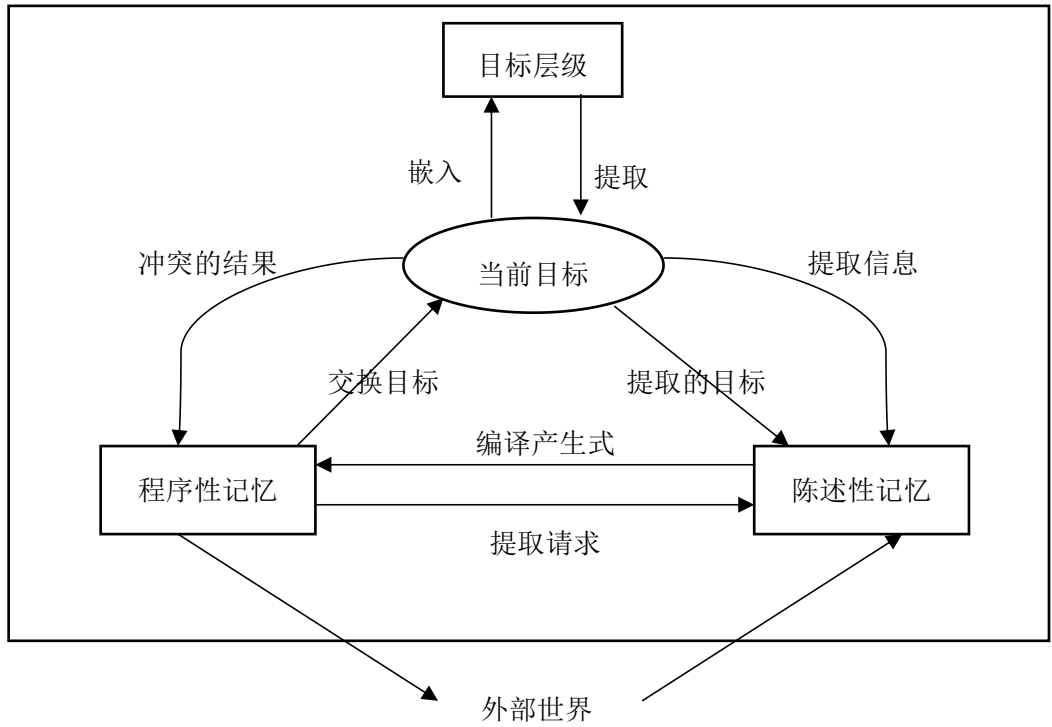 目标层级
嵌入
提取
冲突的结果
当前目标
提取信息
交换目标
提取的目标
编译产生式
程序性记忆
陈述性记忆
提取请求
外部世界